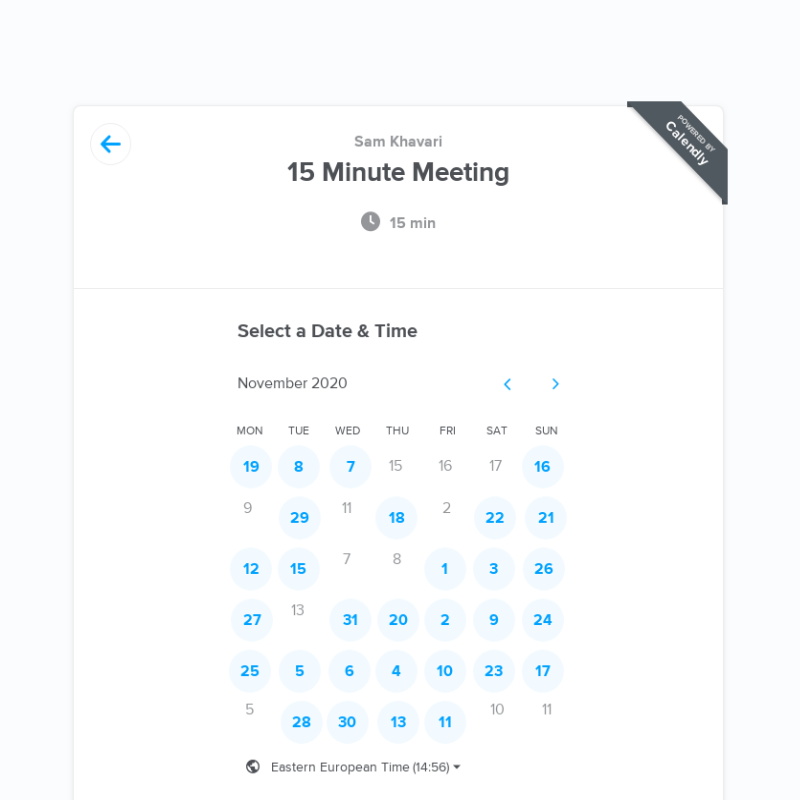 POWERED BY
Calendly
Sam Khavari
15 Minute Meeting
15 min
Select a Date & Time
November 2020
MON TUE WED THU FRI SAT SUN
19 8 7 15 16 17 16
9 29 11 18 2 22 21
12 15 7 8 1 3 26
27 13 31 20 2 9 24
25 5 6 4 10 23 17
5 28 30 13 11 10 11
Eastern European Time (14:56)